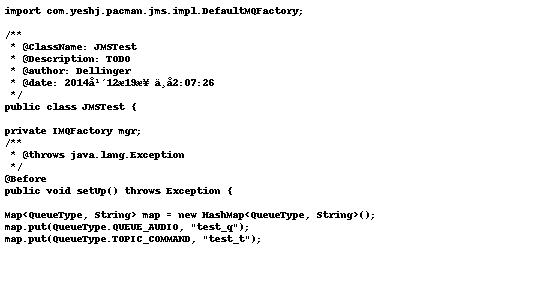 import com.yeshj.pacman.jms.impl.DefaultMQFactory;

/**
 * @ClassName: JMSTest
 * @Description: TODO
 * @author: Dellinger
 * @date: 2014å¹´12æ19æ¥ ä¸å2:07:26
 */
public class JMSTest {

private IMQFactory mgr;
/**
 * @throws java.lang.Exception
 */
@Before
public void setUp() throws Exception {

Map<QueueType, String> map = new HashMap<QueueType, String>();
map.put(QueueType.QUEUE_AUDIO, "test_q");
map.put(QueueType.TOPIC_COMMAND, "test_t");